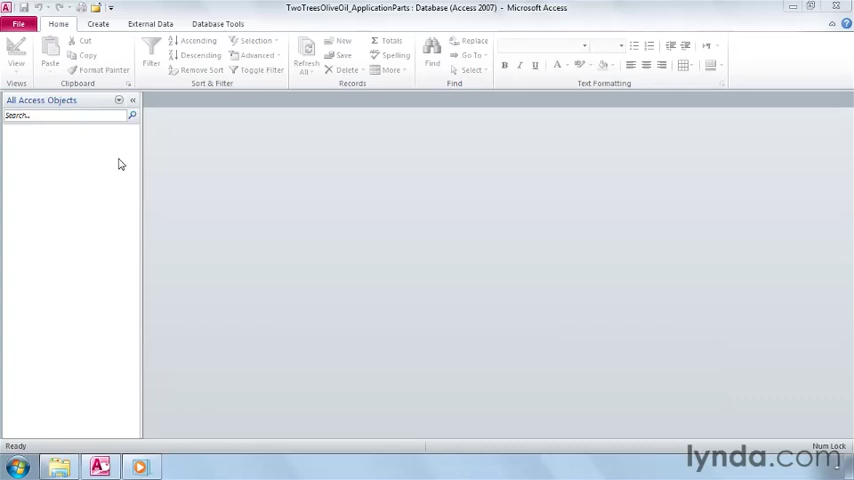 TwoTreesOliveOil_ApplicationParts : Database (Access 2007) - Microsoft Access
File Home Create External Data Database Tools
View
Views
Paste
Cut
Copy
Format Painter
Clipboard
Filter
Ascending
Descending
Remove Sort
Selection
Advanced
Toggle Filter
Sort & Filter
Refresh
All
New
Save
Delete
Totals
Spelling
More
Records
Find
Replace
Go To
Select
Find
B I U A
Text Formatting
All Access Objects
Search...
Ready
Num Lock
lynda.com